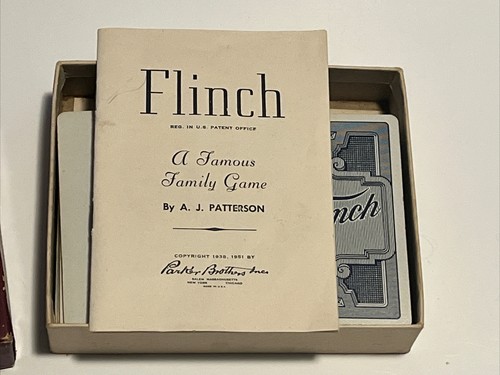 Flinch
REG. IN U.S. PATENT OFFICE
A Famous
Family Game
By A. J. PATTERSON
COPYRIGHT 1938, 1951 BY
Parker Brothers Inc
SALEM MASSACHUSETTS
NEW YORK CHICAGO
MADE IN U.S.A.
nch